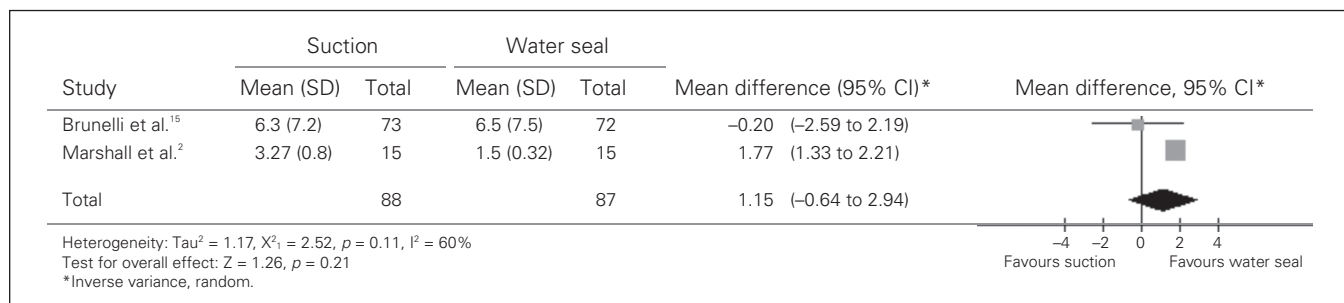 Suction Water seal
Study Mean (SD) Total Mean (SD) Total Mean difference (95% CI)* Mean difference, 95% CI*
Brunelli et al.¹⁵ 6.3 (7.2) 73 6.5 (7.5) 72 –0.20 (–2.59 to 2.19)
Marshall et al.² 3.27 (0.8) 15 1.5 (0.32) 15 1.77 (1.33 to 2.21)
Total 88 87 1.15 (–0.64 to 2.94)
Heterogeneity: Tau² = 1.17, X²₁ = 2.52, p = 0.11, I² = 60%
Test for overall effect: Z = 1.26, p = 0.21
*Inverse variance, random.
–4 –2 0 2 4
Favours suction Favours water seal